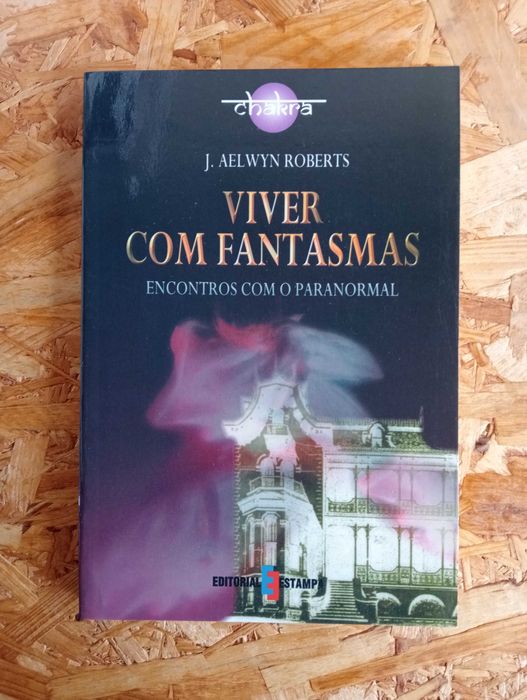 chakra
J. AELWYN ROBERTS
VIVER
COM FANTASMAS
ENCONTROS COM O PARANORMAL
EDITORIAL E ESTAMPA